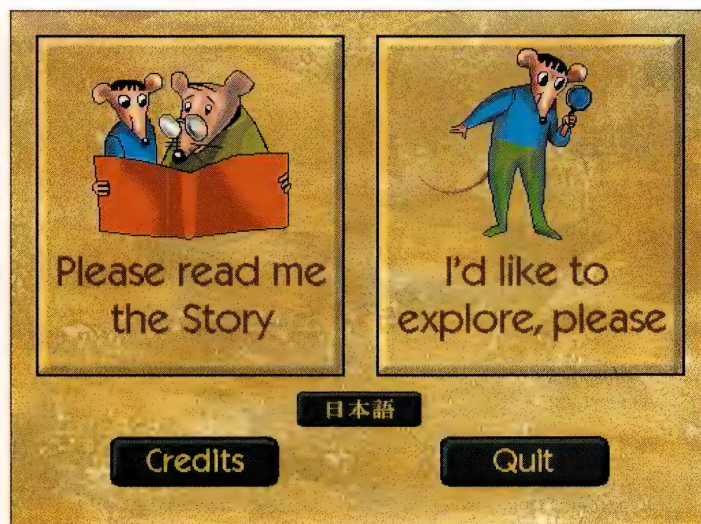 Please read me
the Story
I'd like to
explore, please
日本語
Credits
Quit